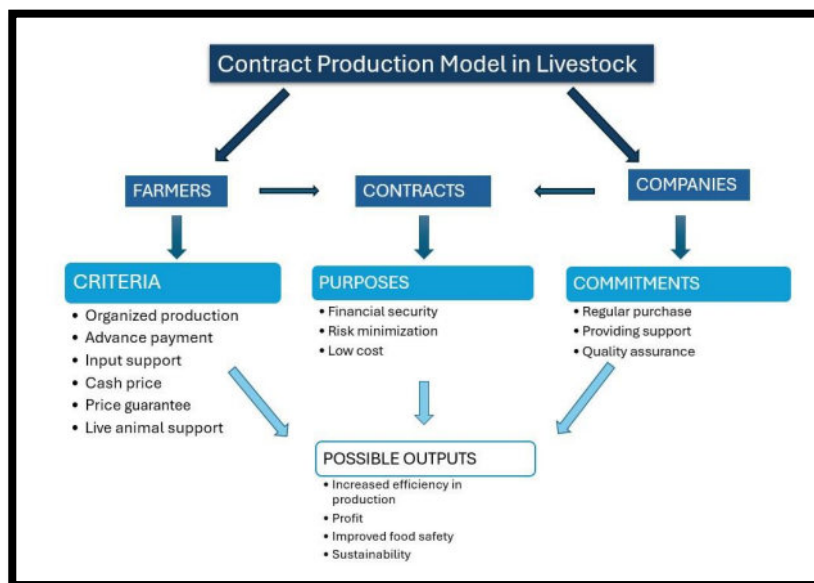 Contract Production Model in Livestock
FARMERS
CONTRACTS
COMPANIES
CRITERIA
• Organized production
• Advance payment
• Input support
• Cash price
• Price guarantee
• Live animal support
PURPOSES
• Financial security
• Risk minimization
• Low cost
COMMITMENTS
• Regular purchase
• Providing support
• Quality assurance
POSSIBLE OUTPUTS
• Increased efficiency in
production
• Profit
• Improved food safety
• Sustainability